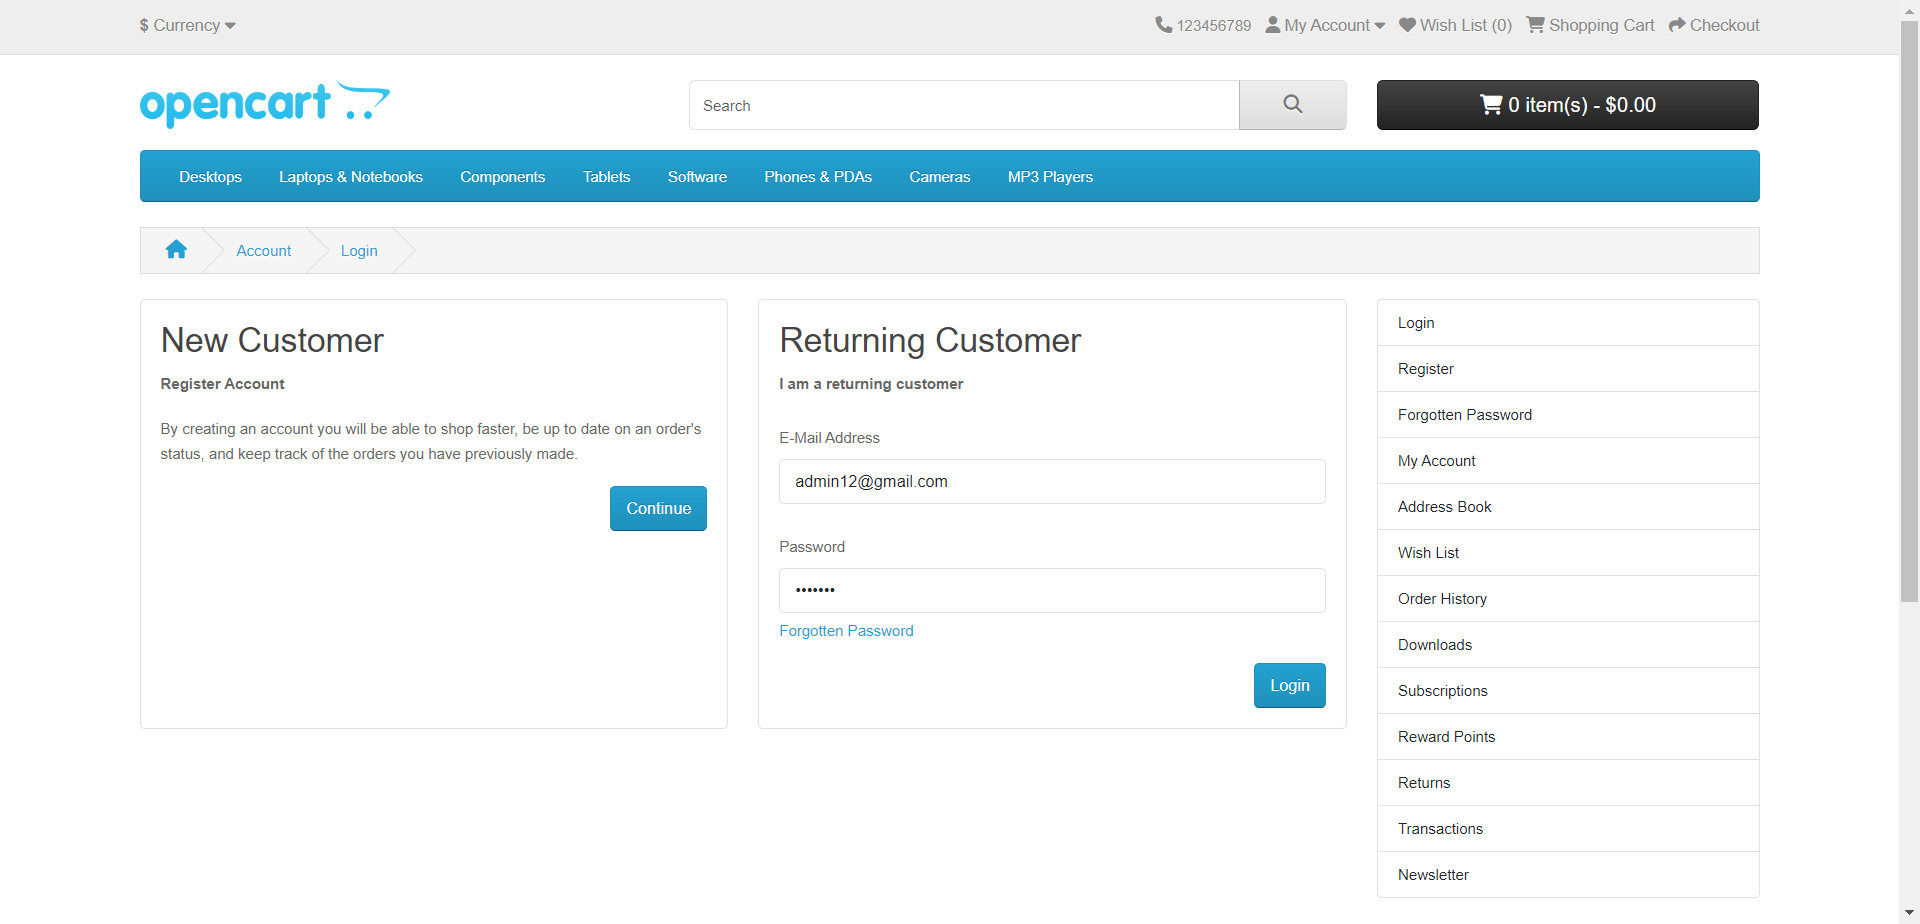 $ Currency
123456789 My Account Wish List (0) Shopping Cart Checkout
opencart
Search
0 item(s) - $0.00
Desktops Laptops & Notebooks Components Tablets Software Phones & PDAs Cameras MP3 Players
Account Login
New Customer
Register Account
By creating an account you will be able to shop faster, be up to date on an order's
status, and keep track of the orders you have previously made.
Continue
Returning Customer
I am a returning customer
E-Mail Address
admin12@gmail.com
Password
•••••••
Forgotten Password
Login
Login
Register
Forgotten Password
My Account
Address Book
Wish List
Order History
Downloads
Subscriptions
Reward Points
Returns
Transactions
Newsletter